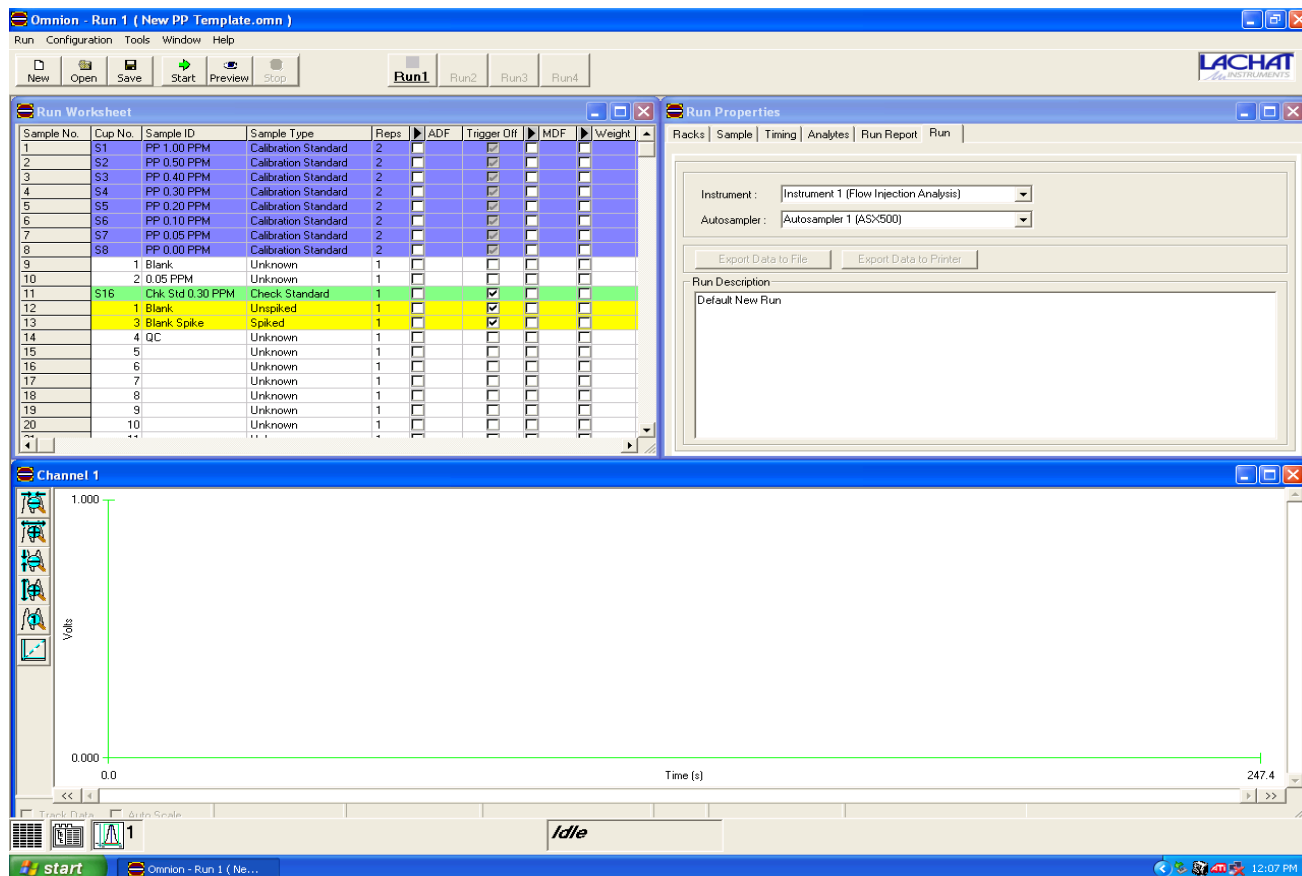 Omnion - Run 1 ( New PP Template.omn )
Run Configuration Tools Window Help
New Open Save Start Preview Stop Run1 Run2 Run3 Run4
LACHAT
INSTRUMENTS
Run Worksheet
Sample No. Cup No. Sample ID Sample Type Reps ADF Trigger Off MDF Weight
1 S1 PP 1.00 PPM Calibration Standard 2
2 S2 PP 0.50 PPM Calibration Standard 2
3 S3 PP 0.40 PPM Calibration Standard 2
4 S4 PP 0.30 PPM Calibration Standard 2
5 S5 PP 0.20 PPM Calibration Standard 2
6 S6 PP 0.10 PPM Calibration Standard 2
7 S7 PP 0.05 PPM Calibration Standard 2
8 S8 PP 0.00 PPM Calibration Standard 2
9 1 Blank Unknown 1
10 2 0.05 PPM Unknown 1
11 S16 Chk Std 0.30 PPM Check Standard 1
12 1 Blank Unspiked 1
13 3 Blank Spike Spiked 1
14 4 QC Unknown 1
15 5 Unknown 1
16 6 Unknown 1
17 7 Unknown 1
18 8 Unknown 1
19 9 Unknown 1
20 10 Unknown 1
Run Properties
Racks Sample Timing Analytes Run Report Run
Instrument : Instrument 1 (Flow Injection Analysis)
Autosampler : Autosampler 1 (ASX500)
Export Data to File Export Data to Printer
Run Description
Default New Run
Channel 1
1.000
Volts
0.000
0.0 Time (s) 247.4
<< >>
Track Data Auto Scale
1 Idle
start Omnion - Run 1 ( Ne... 12:07 PM